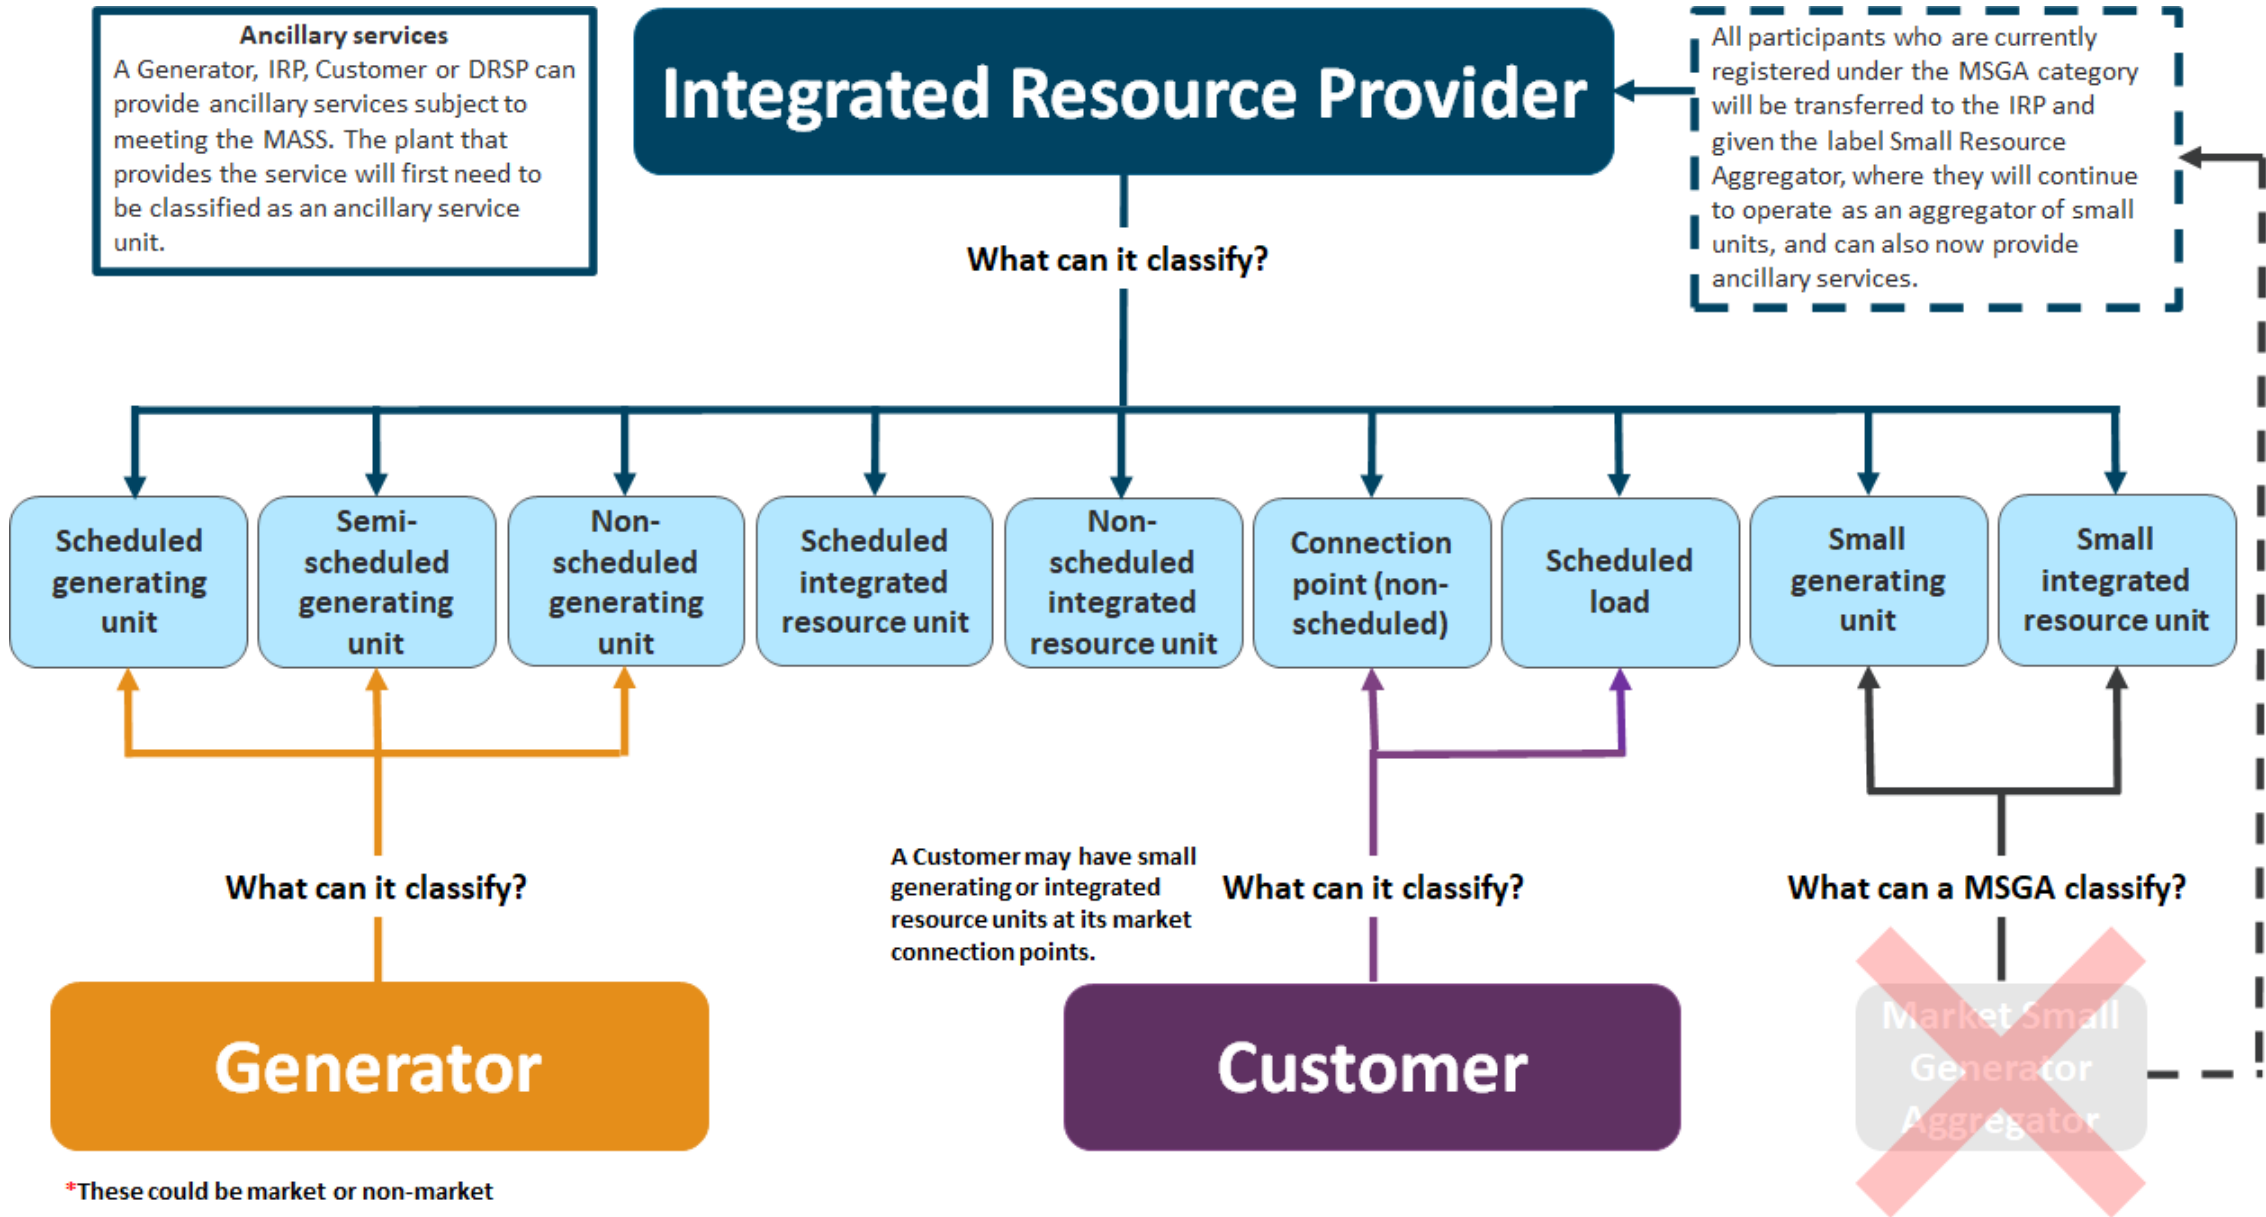 Ancillary services
A Generator, IRP, Customer or DRSP can
provide ancillary services subject to
meeting the MASS. The plant that
provides the service will first need to
be classified as an ancillary service
unit.
Integrated Resource Provider
All participants who are currently
registered under the MSGA category
will be transferred to the IRP and
given the label Small Resource
Aggregator, where they will continue
to operate as an aggregator of small
units, and can also now provide
ancillary services.
What can it classify?
Scheduled
generating
unit
Semi-
scheduled
generating
unit
Non-
scheduled
generating
unit
Scheduled
integrated
resource unit
Non-
scheduled
integrated
resource unit
Connection
point (non-
scheduled)
Scheduled
load
Small
generating
unit
Small
integrated
resource unit
What can it classify?
A Customer may have small
generating or integrated
resource units at its market
connection points.
What can it classify?
What can a MSGA classify?
Generator
Customer
Market Small
Generator
Aggregator
*These could be market or non-market